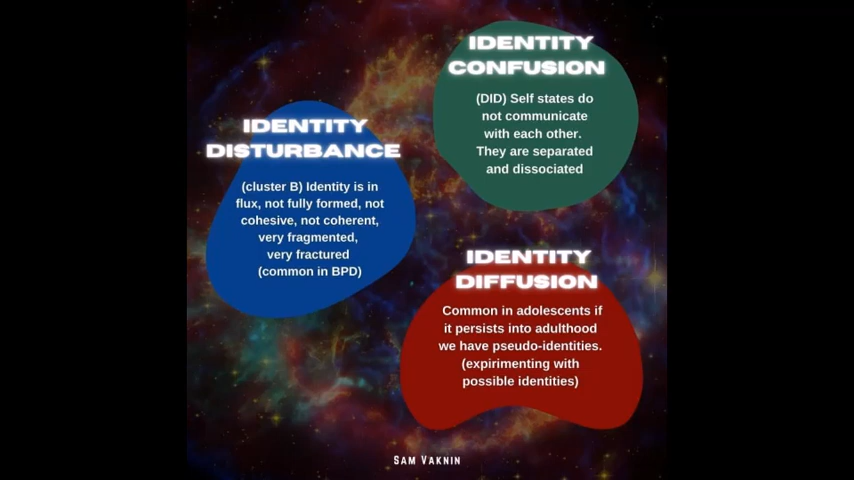 IDENTITY
DISTURBANCE
(cluster B) Identity is in
flux, not fully formed, not
cohesive, not coherent,
very fragmented,
very fractured
(common in BPD)
IDENTITY
CONFUSION
(DID) Self states do
not communicate
with each other.
They are separated
and dissociated
IDENTITY
DIFFUSION
Common in adolescents if
it persists into adulthood
we have pseudo-identities.
(expirimenting with
possible identities)
SAM VAKNIN